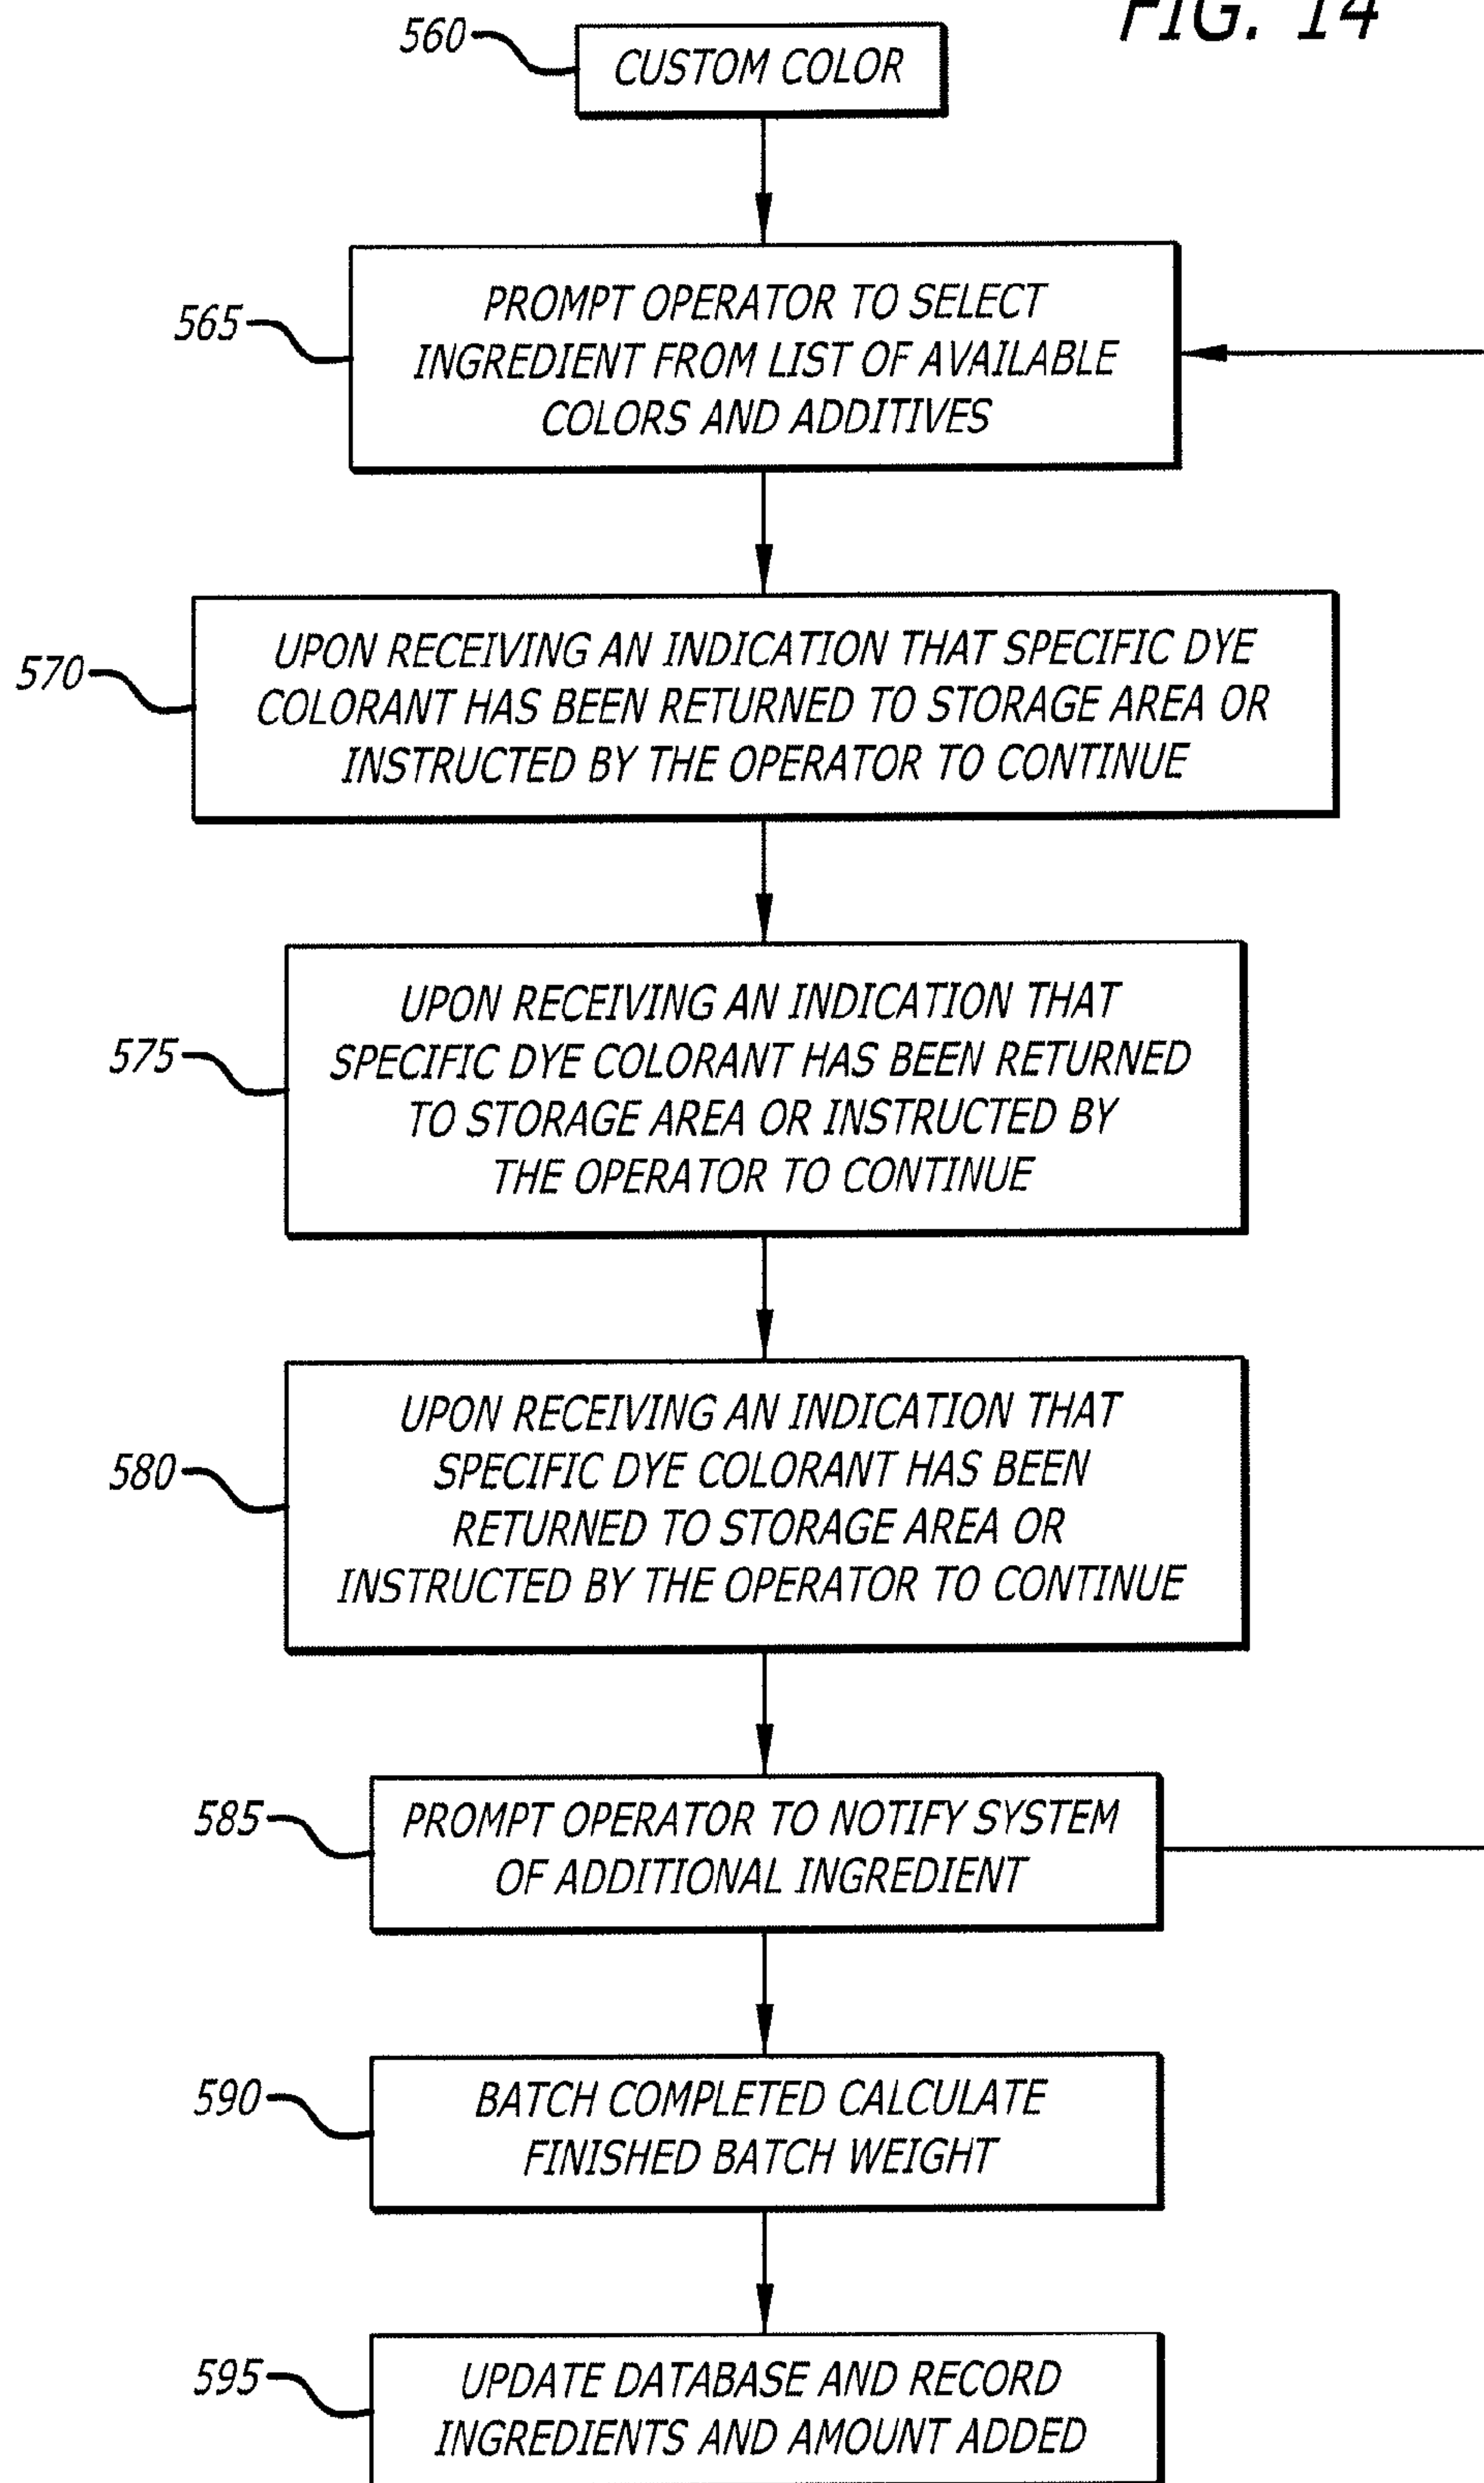 FIG. 14
560
CUSTOM COLOR
565
PROMPT OPERATOR TO SELECT
INGREDIENT FROM LIST OF AVAILABLE
COLORS AND ADDITIVES
570
UPON RECEIVING AN INDICATION THAT SPECIFIC DYE
COLORANT HAS BEEN RETURNED TO STORAGE AREA OR
INSTRUCTED BY THE OPERATOR TO CONTINUE
575
UPON RECEIVING AN INDICATION THAT
SPECIFIC DYE COLORANT HAS BEEN RETURNED
TO STORAGE AREA OR INSTRUCTED BY
THE OPERATOR TO CONTINUE
580
UPON RECEIVING AN INDICATION THAT
SPECIFIC DYE COLORANT HAS BEEN
RETURNED TO STORAGE AREA OR
INSTRUCTED BY THE OPERATOR TO CONTINUE
585
PROMPT OPERATOR TO NOTIFY SYSTEM
OF ADDITIONAL INGREDIENT
590
BATCH COMPLETED CALCULATE
FINISHED BATCH WEIGHT
595
UPDATE DATABASE AND RECORD
INGREDIENTS AND AMOUNT ADDED